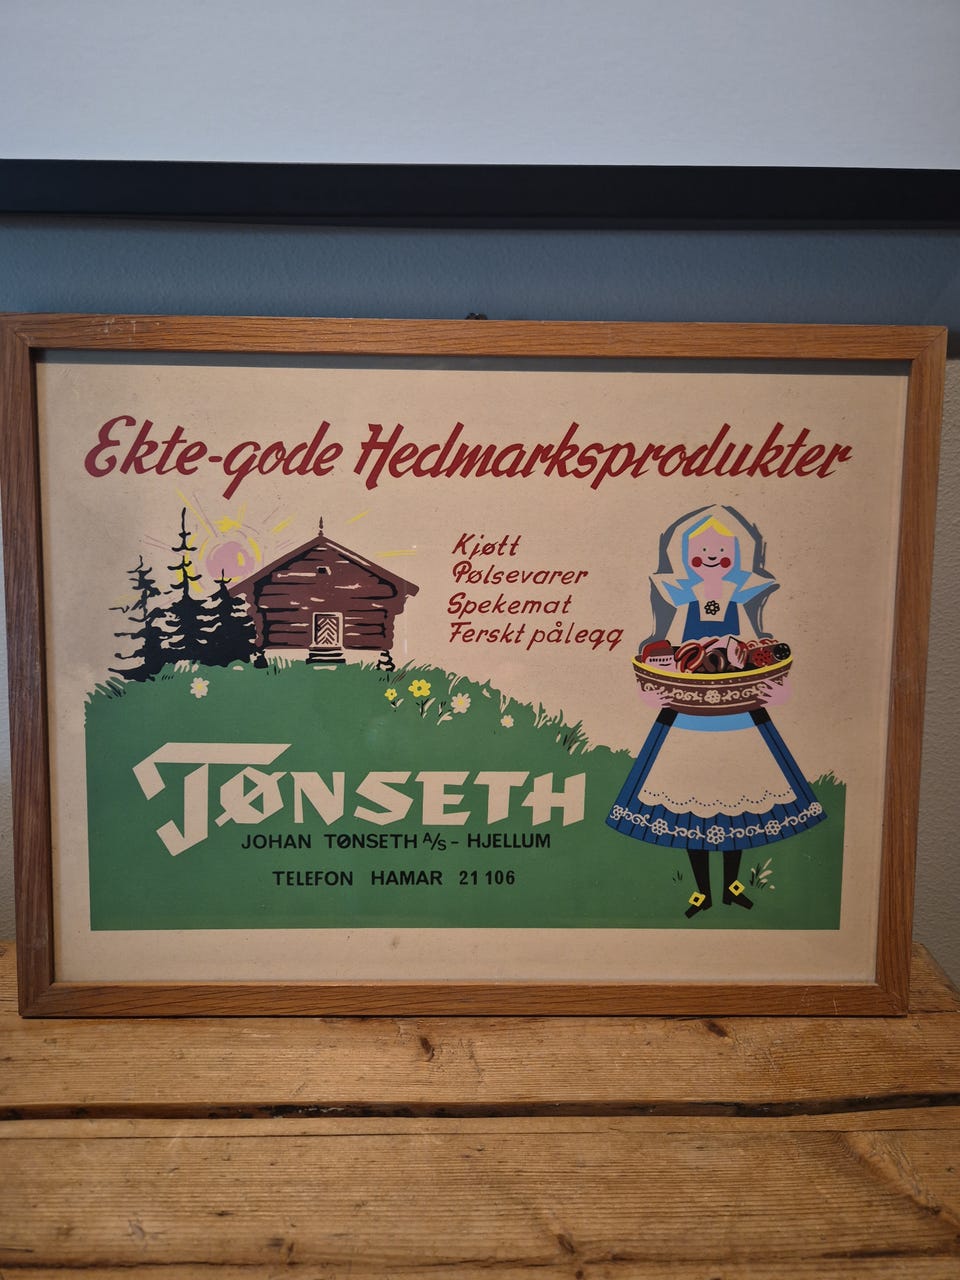 Ekte-gode Hedmarksprodukter
Kjøtt
Pølsevarer
Spekemat
Ferskt pålegg
TØNSETH
JOHAN TØNSETH A/S - HJELLUM
TELEFON HAMAR 21 106